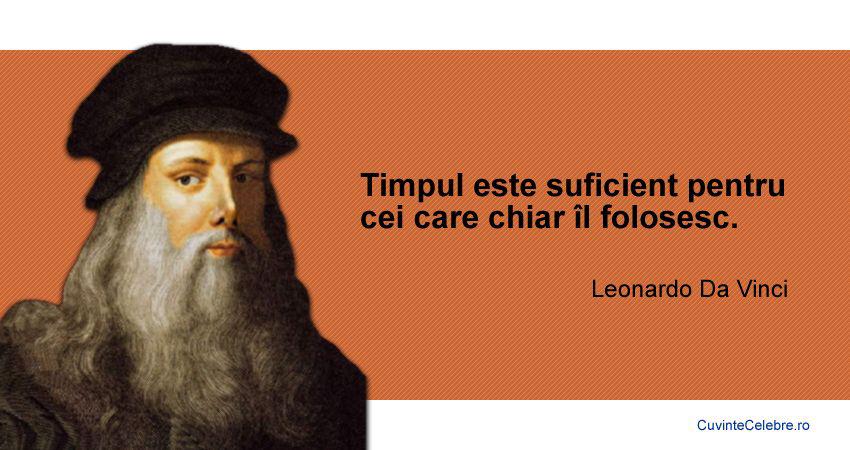 Timpul este suficient pentru
cei care chiar îl folosesc.
Leonardo Da Vinci
CuvinteCelebre.ro